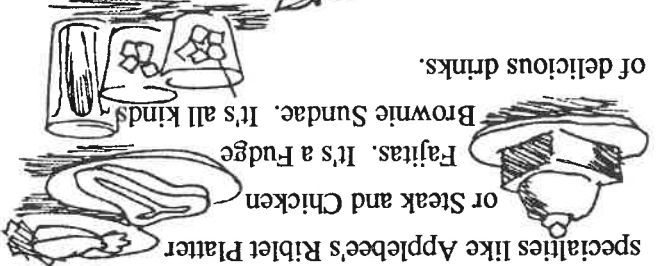 specialties like Applebee's Riblet Platter
or Steak and Chicken
Fajitas. It's a Fudge
Brownie Sundae. It's all kinds
of delicious drinks.